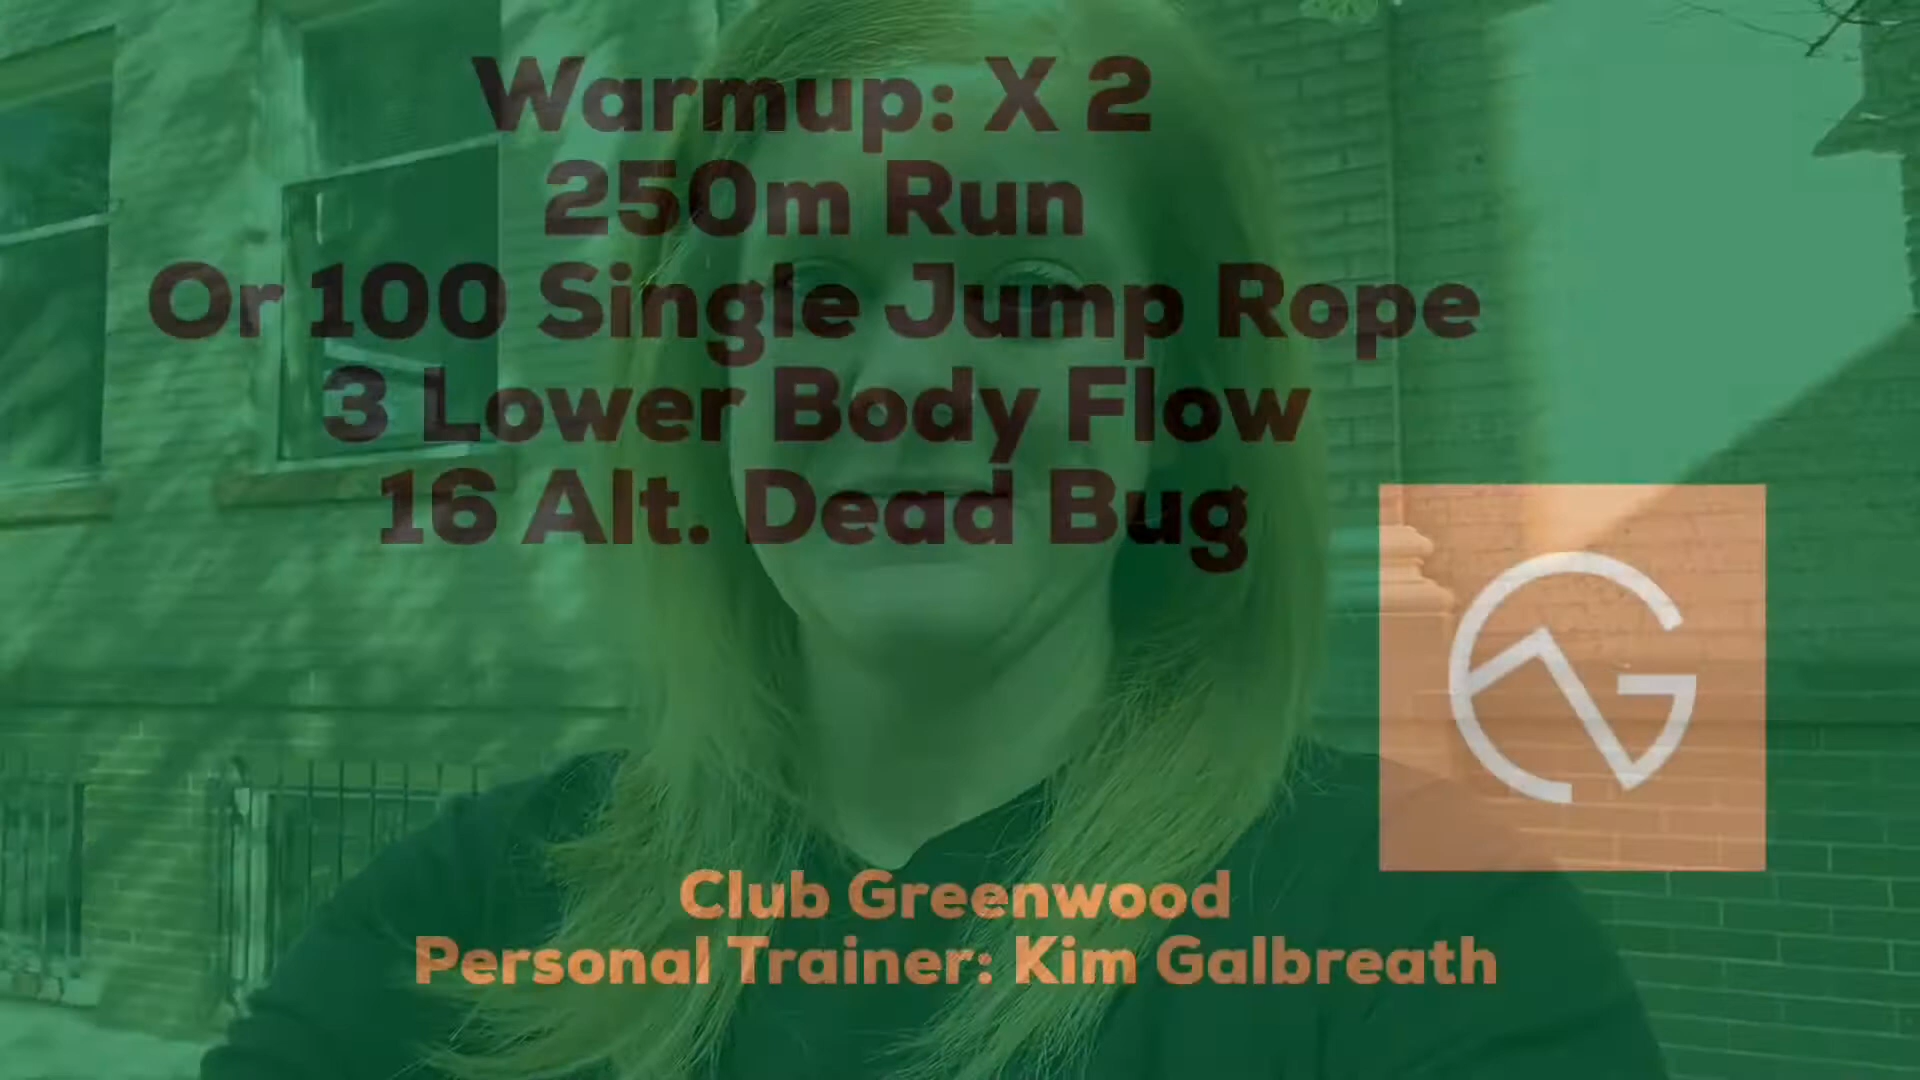 Warmup: X 2
250m Run
Or 100 Single Jump Rope
3 Lower Body Flow
16 Alt. Dead Bug
Club Greenwood
Personal Trainer: Kim Galbreath